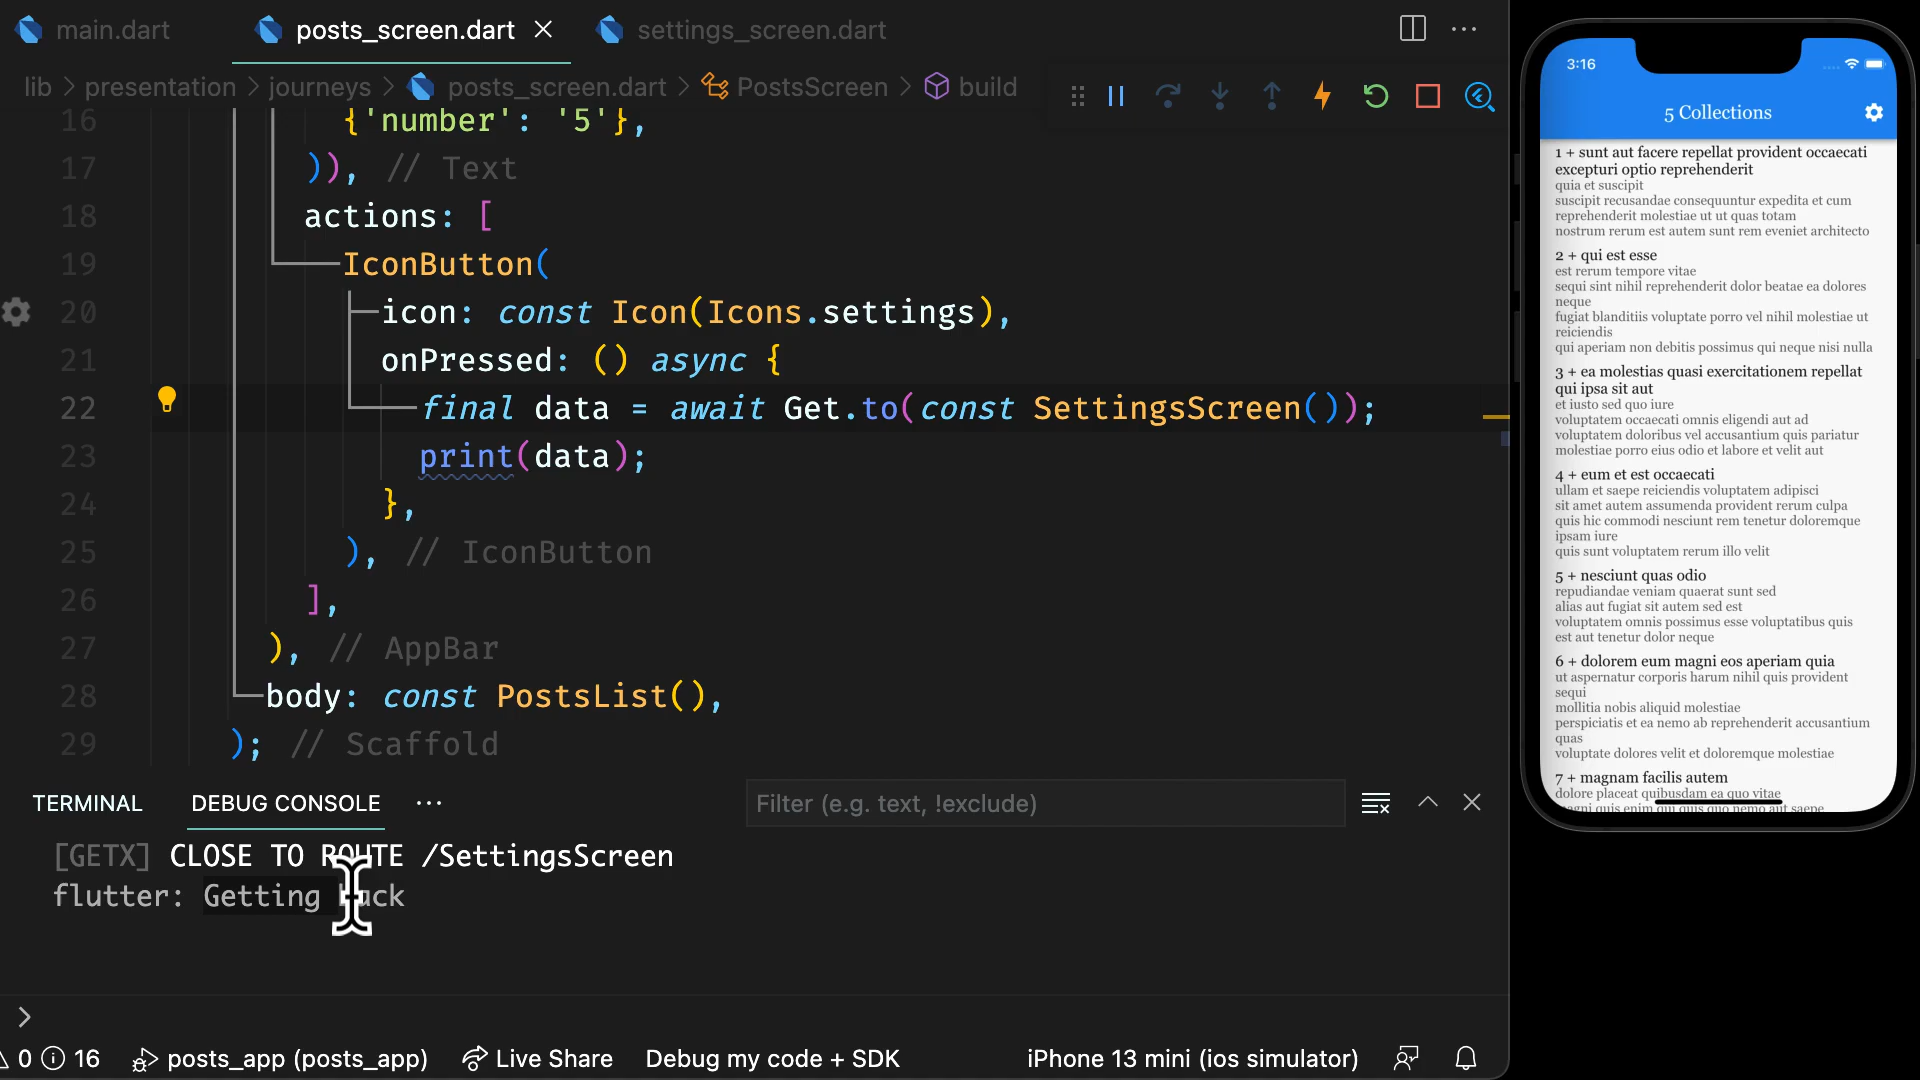 main.dart
posts_screen.dart
settings_screen.dart
lib > presentation > journeys > posts_screen.dart > PostsScreen > build
16 {'number': '5'},
17 )), // Text
18 actions: [
19 IconButton(
20 icon: const Icon(Icons.settings),
21 onPressed: () async {
22 final data = await Get.to(const SettingsScreen());
23 print(data);
24 },
25 ), // IconButton
26 ],
27 ), // AppBar
28 body: const PostsList(),
29 ); // Scaffold
TERMINAL
DEBUG CONSOLE
Filter (e.g. text, !exclude)
[GETX] CLOSE TO ROUTE /SettingsScreen
flutter: Getting back
0 16 posts_app (posts_app) Live Share Debug my code + SDK iPhone 13 mini (ios simulator)
3:16
5 Collections
1 + sunt aut facere repellat provident occaecati
excepturi optio reprehenderit
quia et suscipit
suscipit recusandae consequuntur expedita et cum
reprehenderit molestiae ut ut quas totam
nostrum rerum est autem sunt rem eveniet architecto
2 + qui est esse
est rerum tempore vitae
sequi sint nihil reprehenderit dolor beatae ea dolores
neque
fugiat blanditiis voluptate porro vel nihil molestiae ut
reiciendis
qui aperiam non debitis possimus qui neque nisi nulla
3 + ea molestias quasi exercitationem repellat
qui ipsa sit aut
et iusto sed quo iure
voluptatem occaecati omnis eligendi aut ad
voluptatem doloribus vel accusantium quis pariatur
molestiae porro eius odio et labore et velit aut
4 + eum et est occaecati
ullam et saepe reiciendis voluptatem adipisci
sit amet autem assumenda provident rerum culpa
quis hic commodi nesciunt rem tenetur doloremque
ipsam iure
quis sunt voluptatem rerum illo velit
5 + nesciunt quas odio
repudiandae veniam quaerat sunt sed
alias aut fugiat sit autem sed est
voluptatem omnis possimus esse voluptatibus quis
est aut tenetur dolor neque
6 + dolorem eum magni eos aperiam quia
ut aspernatur corporis harum nihil quis provident
sequi
mollitia nobis aliquid molestiae
perspiciatis et ea nemo ab reprehenderit accusantium
quas
voluptate dolores velit et doloremque molestiae
7 + magnam facilis autem
dolore placeat quibusdam ea quo vitae
magni quis enim qui quis quo nemo aut saepe